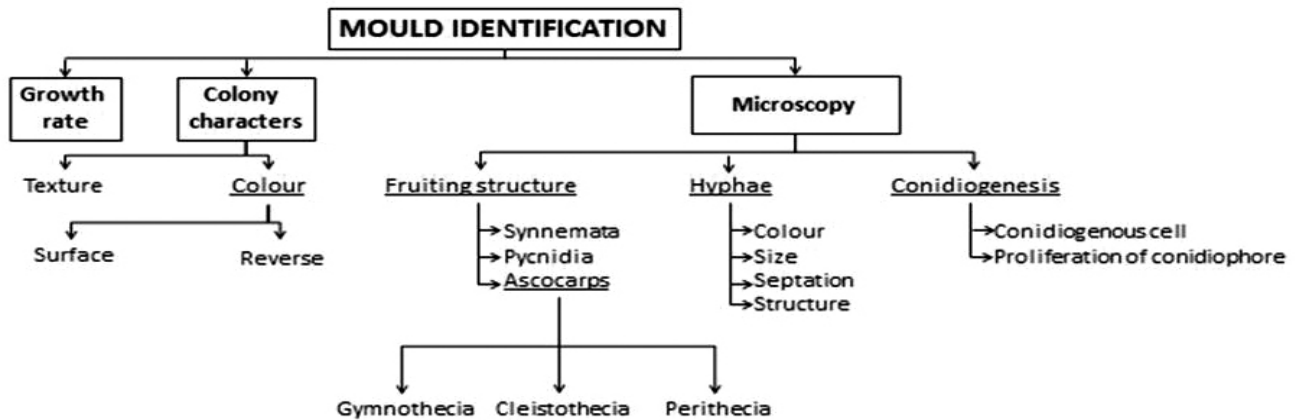 MOULD IDENTIFICATION
Growth
rate
Colony
characters
Microscopy
Texture
Colour
Fruiting structure
Hyphae
Conidiogenesis
Surface
Reverse
Synnemata
Pycnidia
Ascocarps
Colour
Size
Septation
Structure
Conidiogenous cell
Proliferation of conidiophore
Gymnothecia
Cleistothecia
Perithecia